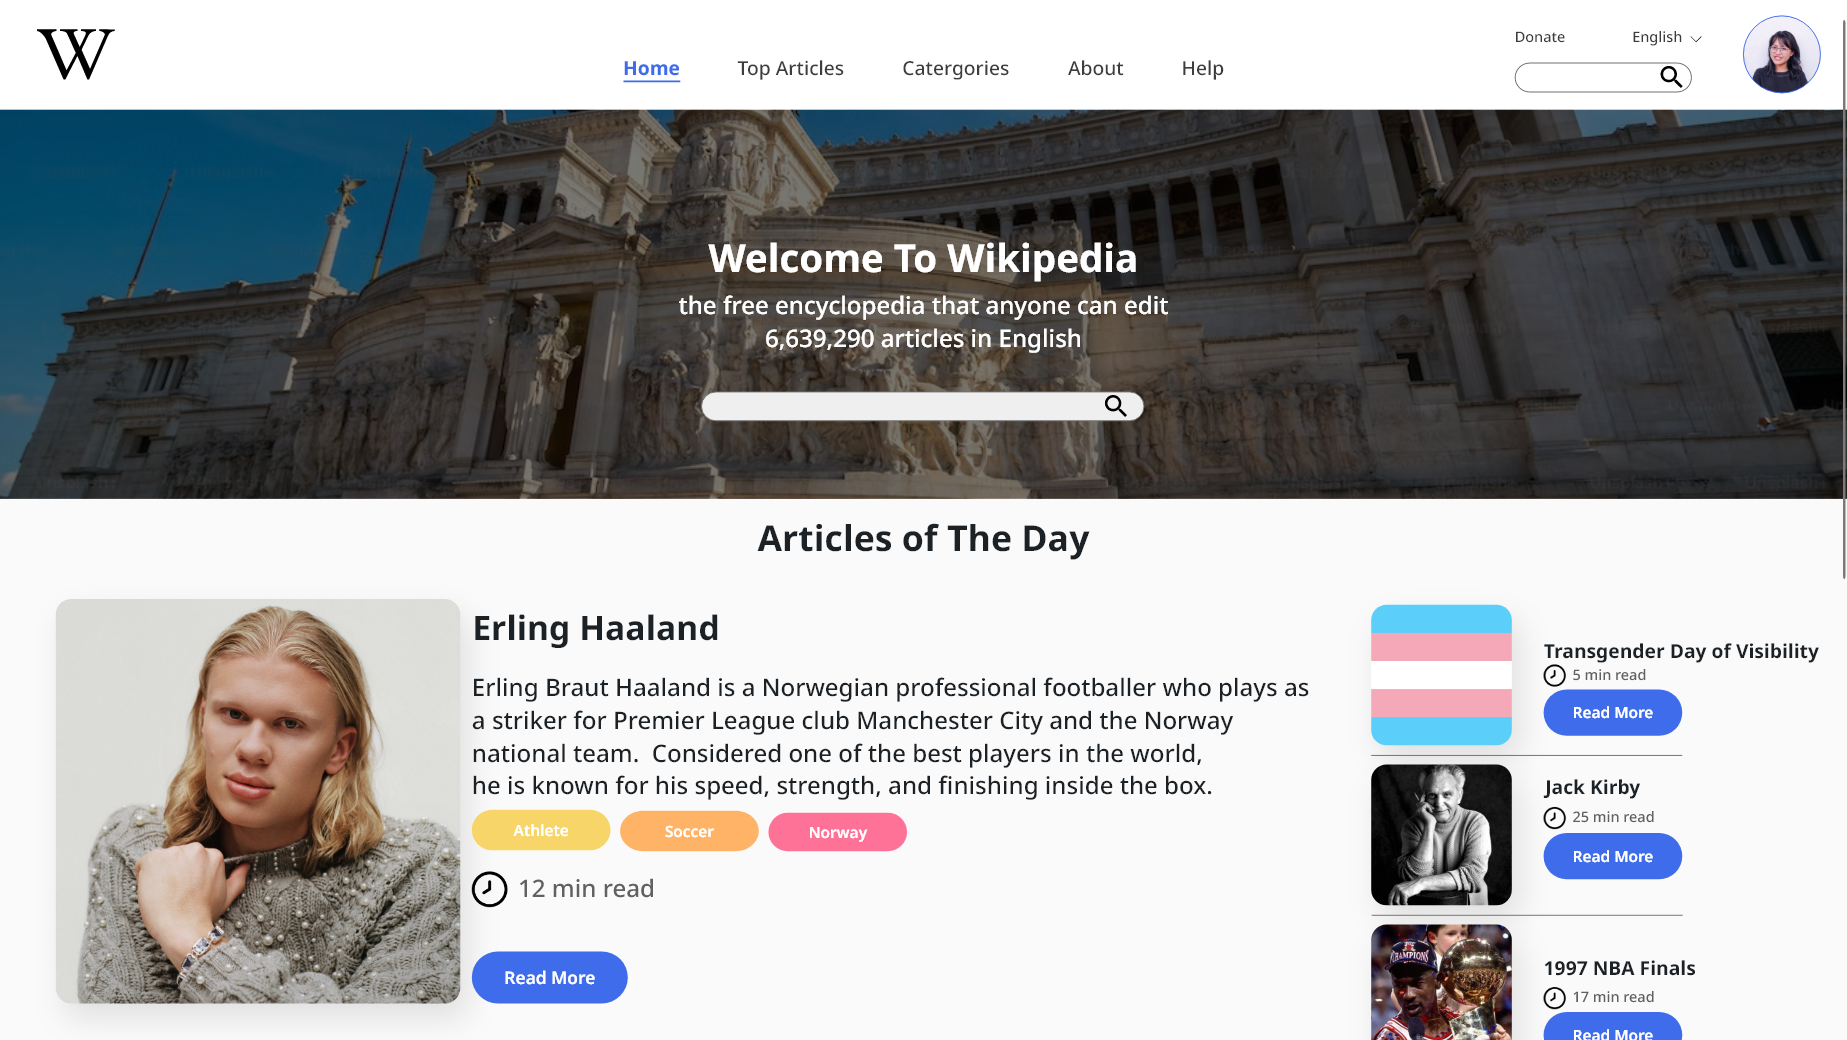 W
Donate
English
Home
Top Articles
Catergories
About
Help
Welcome To Wikipedia
the free encyclopedia that anyone can edit
6,639,290 articles in English
Articles of The Day
Erling Haaland
Erling Braut Haaland is a Norwegian professional footballer who plays as
a striker for Premier League club Manchester City and the Norway
national team.  Considered one of the best players in the world,
he is known for his speed, strength, and finishing inside the box.
Athlete
Soccer
Norway
12 min read
Read More
Transgender Day of Visibility
5 min read
Read More
Jack Kirby
25 min read
Read More
CHAMPIONS
1997 NBA Finals
17 min read
Read More